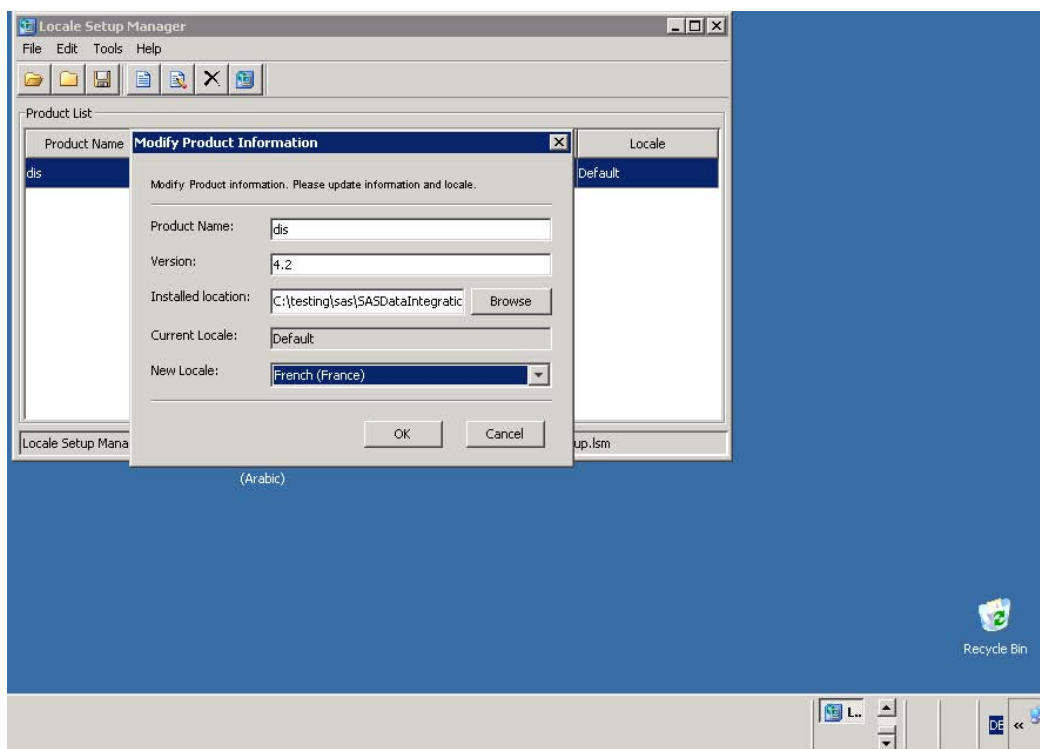 Locale Setup Manager
File Edit Tools Help
Product List
Product Name
Locale
dis
Default
Modify Product Information
Modify Product information. Please update information and locale.
Product Name: dis
Version: 4.2
Installed location: C:\testing\sas\SASDataIntegratic Browse
Current Locale: Default
New Locale: French (France)
OK Cancel
Locale Setup Mana
up.lsm
(Arabic)
Recycle Bin
L..
DE «